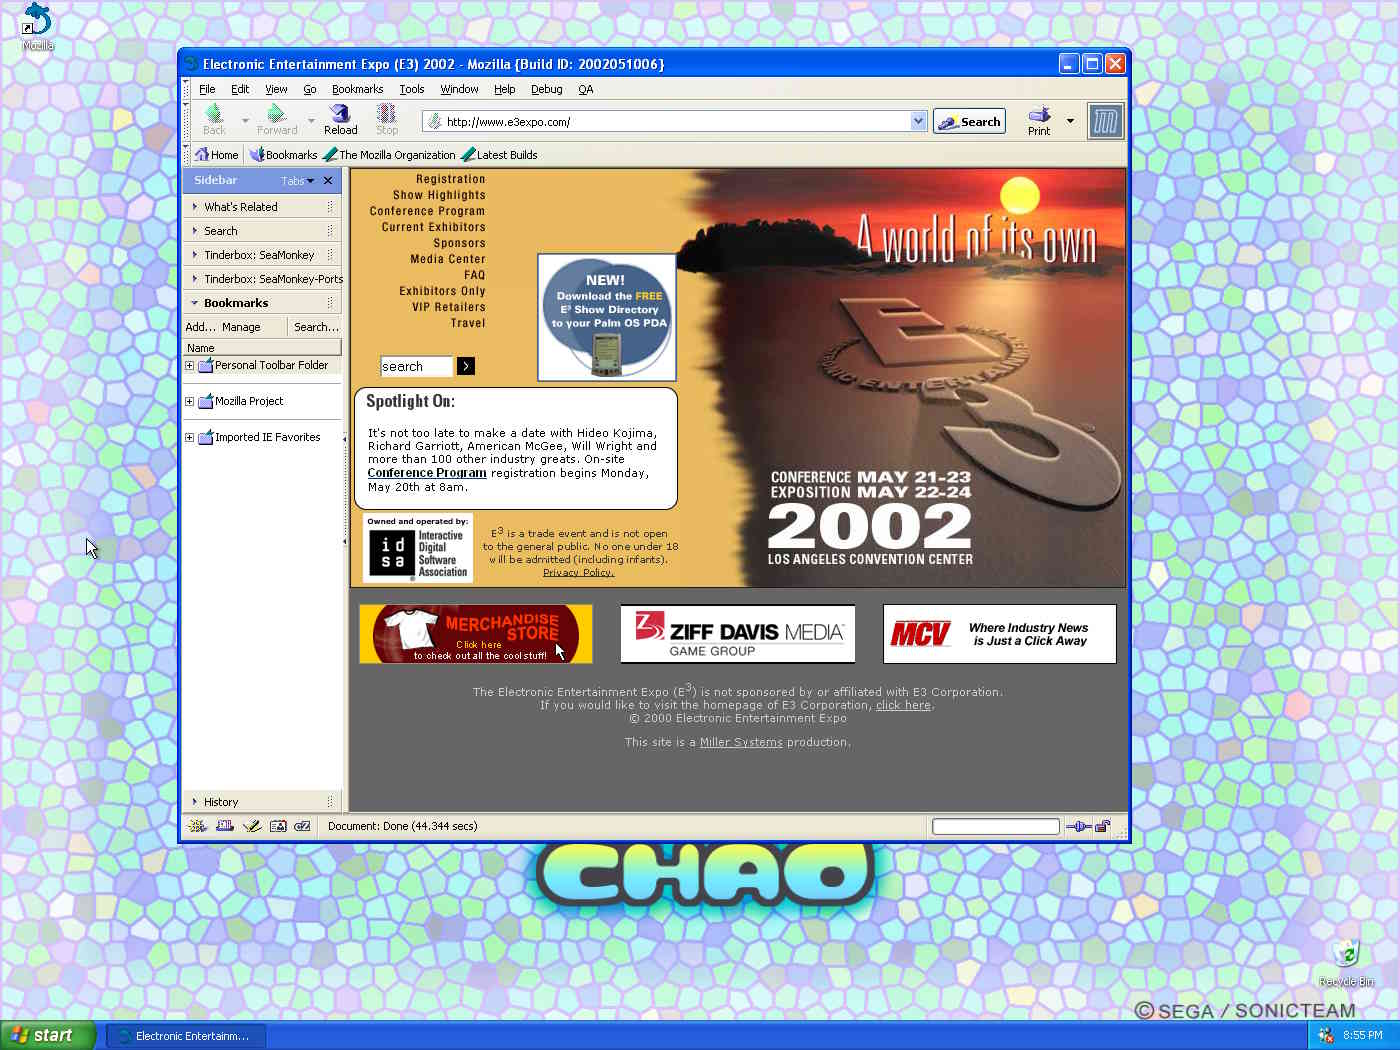 Mozilla
Electronic Entertainment Expo (E3) 2002 - Mozilla {Build ID: 2002051006}
File Edit View Go Bookmarks Tools Window Help Debug QA
Back Forward Reload Stop http://www.e3expo.com/ Search Print
Home Bookmarks The Mozilla Organization Latest Builds
Sidebar Tabs
What's Related
Search
Tinderbox: SeaMonkey
Tinderbox: SeaMonkey-Ports
Bookmarks
Add... Manage Search...
Name
Personal Toolbar Folder
Mozilla Project
Imported IE Favorites
History
Registration
Show Highlights
Conference Program
Current Exhibitors
Sponsors
Media Center
FAQ
Exhibitors Only
VIP Retailers
Travel
search
NEW!
Download the FREE
E3 Show Directory
to your Palm OS PDA
A world of its own
E3
Spotlight On:
It's not too late to make a date with Hideo Kojima,
Richard Garriott, American McGee, Will Wright and
more than 100 other industry greats. On-site
Conference Program registration begins Monday,
May 20th at 8am.
CONFERENCE MAY 21-23
EXPOSITION MAY 22-24
2002
LOS ANGELES CONVENTION CENTER
Owned and operated by:
idsa
Interactive
Digital
Software
Association
E3 is a trade event and is not open
to the general public. No one under 18
will be admitted (including infants).
Privacy Policy.
MERCHANDISE
STORE
Click here
to check out all the cool stuff!
ZIFF DAVIS MEDIA
GAME GROUP
MCV
Where Industry News
is Just a Click Away
The Electronic Entertainment Expo (E3) is not sponsored by or affiliated with E3 Corporation.
If you would like to visit the homepage of E3 Corporation, click here.
© 2000 Electronic Entertainment Expo
This site is a Miller Systems production.
Document: Done (44.344 secs)
CHAO
Recycle Bin
© SEGA / SONICTEAM
start
Electronic Entertainm...
8:55 PM